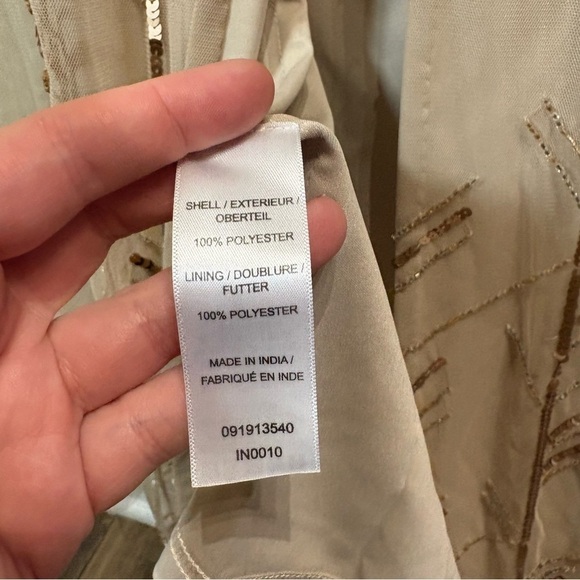 SHELL / EXTERIEUR /
OBERTEIL
100% POLYESTER
LINING / DOUBLURE /
FUTTER
100% POLYESTER
MADE IN INDIA /
FABRIQUÉ EN INDE
091913540
IN0010